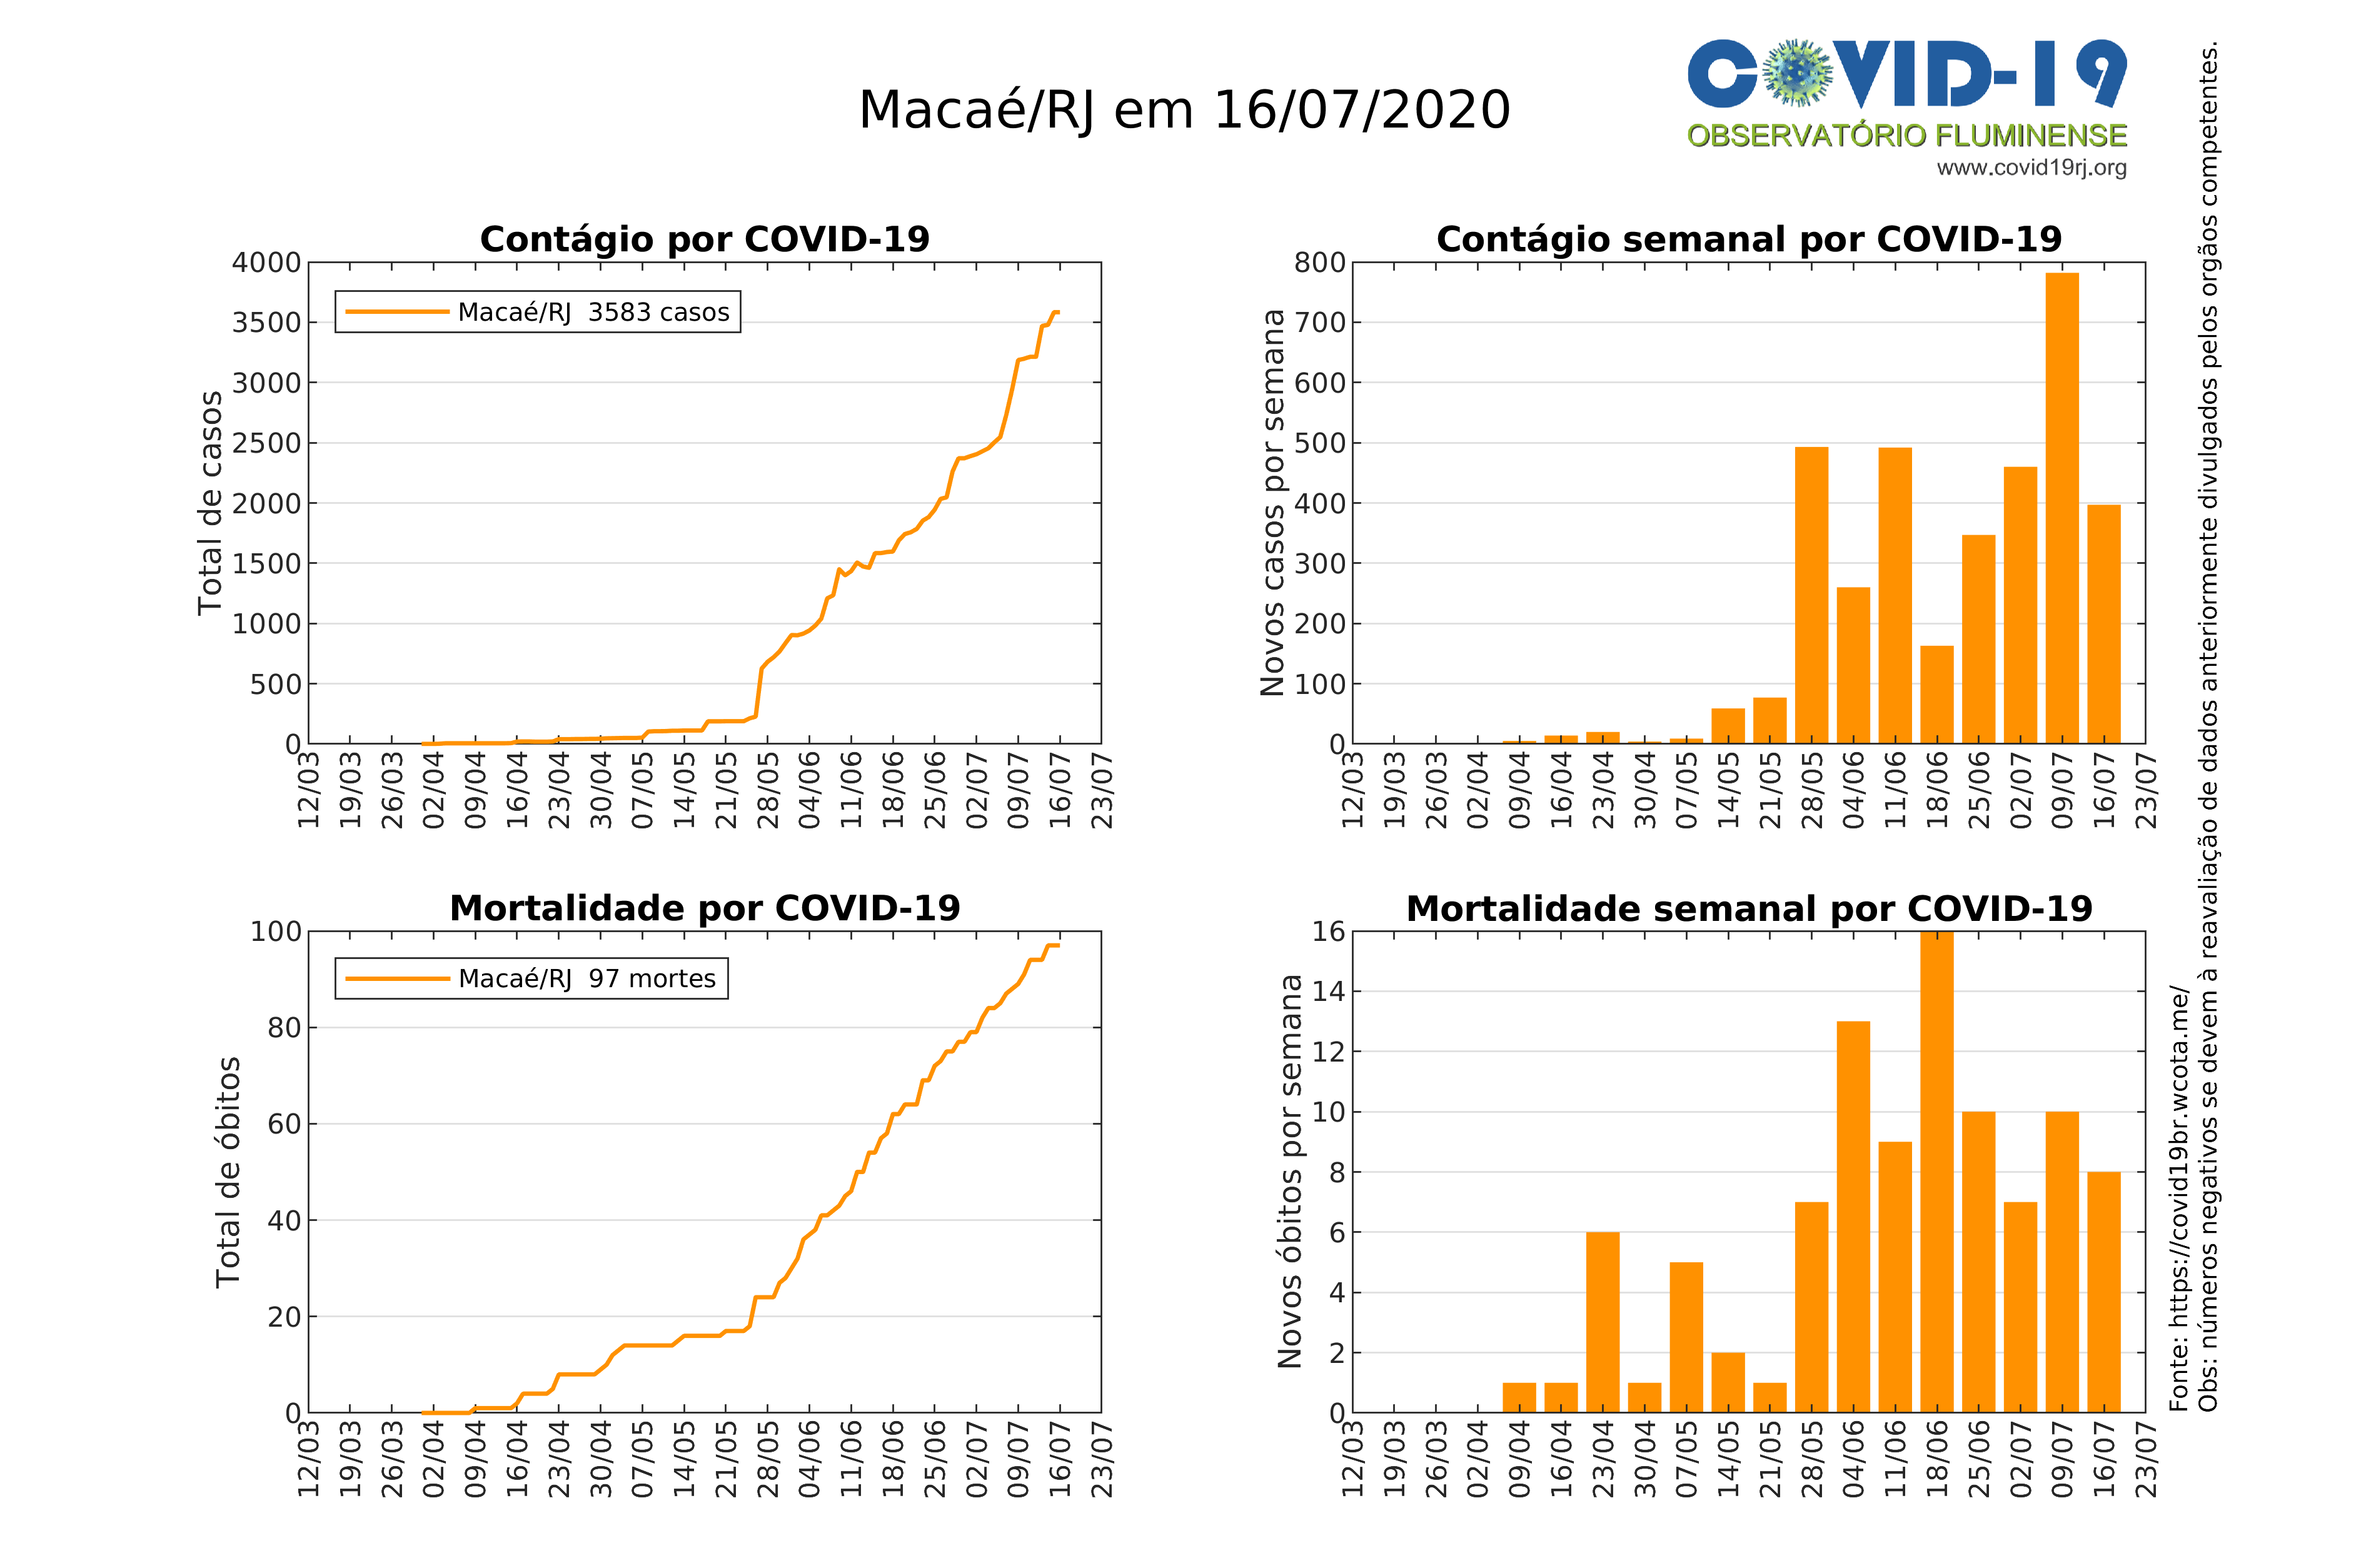 Macaé/RJ em 16/07/2020
COVID-19
OBSERVATÓRIO FLUMINENSE
www.covid19rj.org
Contágio por COVID-19
Total de casos
4000
3500
3000
2500
2000
1500
1000
500
0
Macaé/RJ 3583 casos
12/03 19/03 26/03 02/04 09/04 16/04 23/04 30/04 07/05 14/05 21/05 28/05 04/06 11/06 18/06 25/06 02/07 09/07 16/07 23/07
Contágio semanal por COVID-19
Novos casos por semana
800
700
600
500
400
300
200
100
0
12/03 19/03 26/03 02/04 09/04 16/04 23/04 30/04 07/05 14/05 21/05 28/05 04/06 11/06 18/06 25/06 02/07 09/07 16/07 23/07
Mortalidade por COVID-19
Total de óbitos
100
80
60
40
20
0
Macaé/RJ 97 mortes
12/03 19/03 26/03 02/04 09/04 16/04 23/04 30/04 07/05 14/05 21/05 28/05 04/06 11/06 18/06 25/06 02/07 09/07 16/07 23/07
Mortalidade semanal por COVID-19
Novos óbitos por semana
16
14
12
10
8
6
4
2
0
12/03 19/03 26/03 02/04 09/04 16/04 23/04 30/04 07/05 14/05 21/05 28/05 04/06 11/06 18/06 25/06 02/07 09/07 16/07 23/07
Fonte: https://covid19br.wcota.me/
Obs: números negativos se devem à reavaliação de dados anteriormente divulgados pelos orgãos competentes.